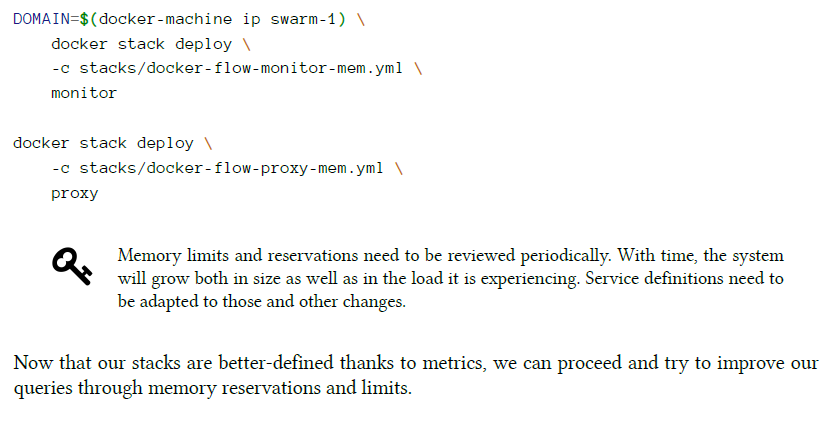 DOMAIN=$(docker-machine ip swarm-1) \
    docker stack deploy \
    -c stacks/docker-flow-monitor-mem.yml \
    monitor

docker stack deploy \
    -c stacks/docker-flow-proxy-mem.yml \
    proxy

Memory limits and reservations need to be reviewed periodically. With time, the system
will grow both in size as well as in the load it is experiencing. Service definitions need to
be adapted to those and other changes.

Now that our stacks are better-defined thanks to metrics, we can proceed and try to improve our
queries through memory reservations and limits.